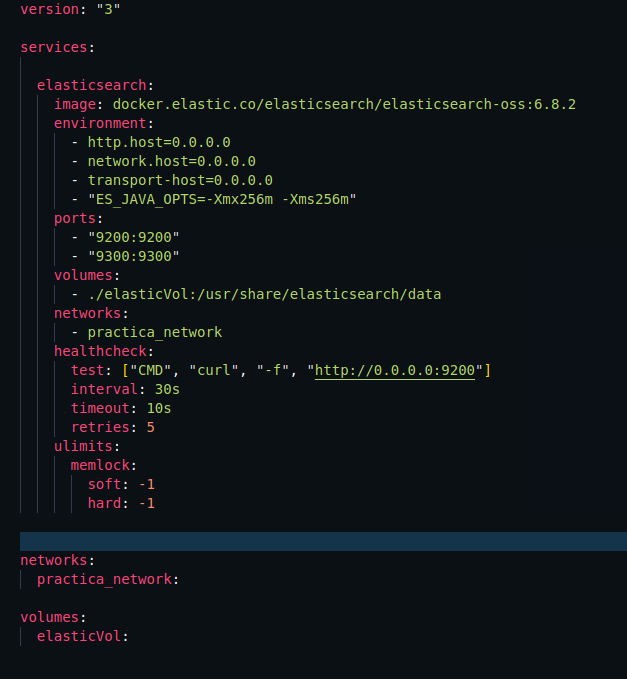 version: "3"
services:
elasticsearch:
image: docker.elastic.co/elasticsearch/elasticsearch-oss:6.8.2
environment:
- http.host=0.0.0.0
- network.host=0.0.0.0
- transport-host=0.0.0.0
- "ES_JAVA_OPTS=-Xmx256m -Xms256m"
ports:
- "9200:9200"
- "9300:9300"
volumes:
- ./elasticVol:/usr/share/elasticsearch/data
networks:
- practica_network
healthcheck:
test: ["CMD", "curl", "-f", "http://0.0.0.0:9200"]
interval: 30s
timeout: 10s
retries: 5
ulimits:
memlock:
soft: -1
hard: -1
networks:
practica_network:
volumes:
elasticVol: